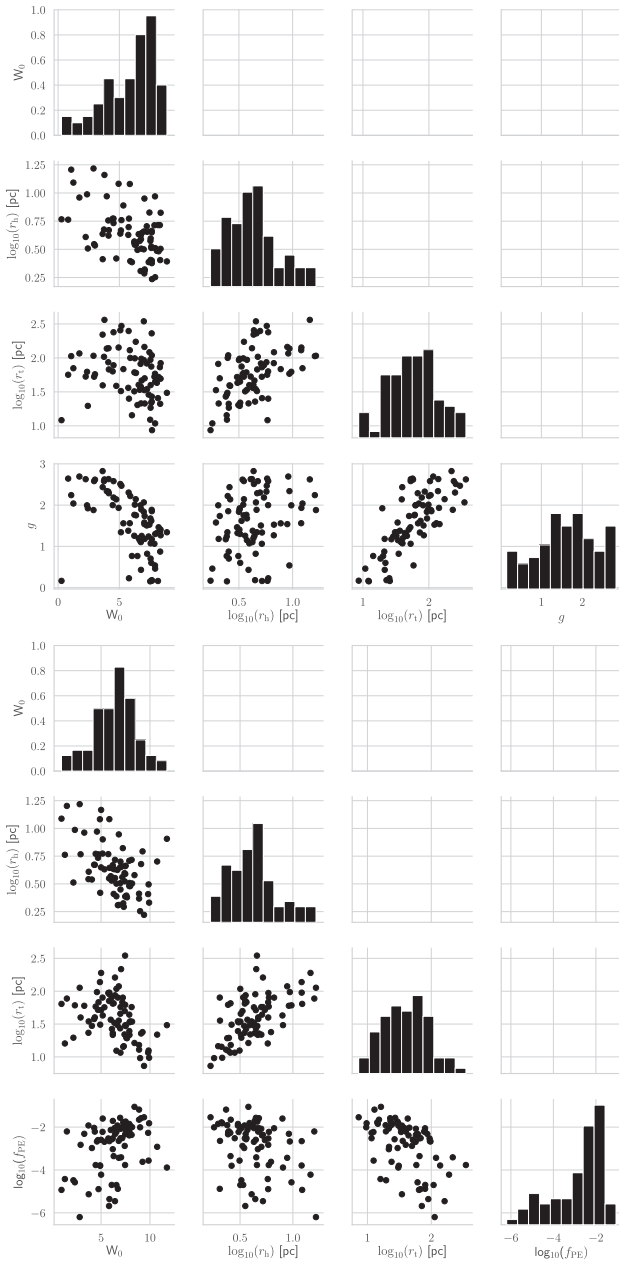 1.0
0.8
0.6
0.4
0.2
0.0
W₀
1.25
1.00
0.75
0.50
0.25
log₁₀(rₕ) [pc]
2.5
2.0
1.5
1.0
log₁₀(rₜ) [pc]
3
2
1
0
g
0 5
0.5 1.0
1 2
1 2
W₀
log₁₀(rₕ) [pc]
log₁₀(rₜ) [pc]
g
1.0
0.8
0.6
0.4
0.2
0.0
W₀
1.25
1.00
0.75
0.50
0.25
log₁₀(rₕ) [pc]
2.5
2.0
1.5
1.0
log₁₀(rₜ) [pc]
−2
−4
−6
log₁₀(f_PE)
5 10
0.5 1.0
1 2
−6 −4 −2
W₀
log₁₀(rₕ) [pc]
log₁₀(rₜ) [pc]
log₁₀(f_PE)